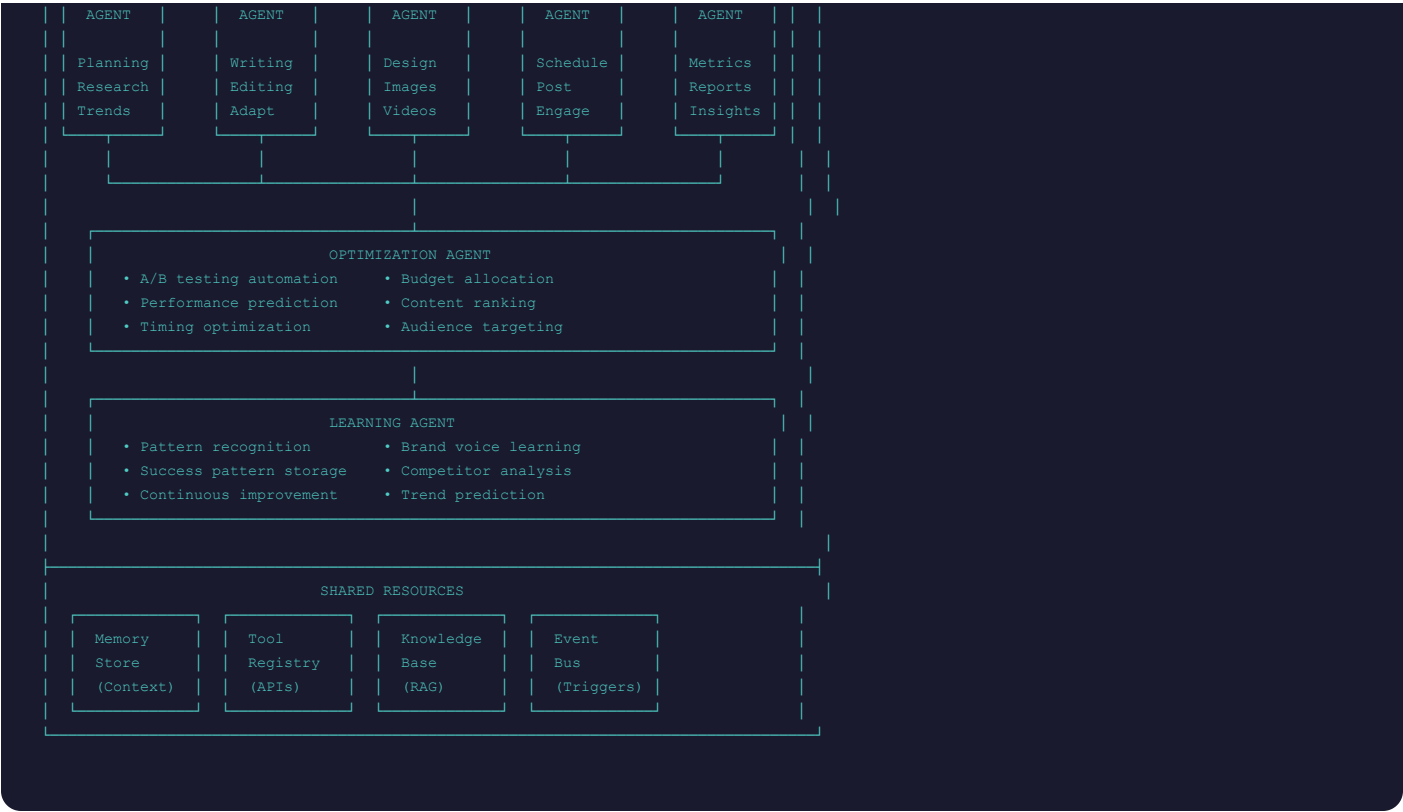 AGENT AGENT AGENT AGENT AGENT
Planning Writing Design Schedule Metrics
Research Editing Images Post Reports
Trends Adapt Videos Engage Insights
OPTIMIZATION AGENT
• A/B testing automation • Budget allocation
• Performance prediction • Content ranking
• Timing optimization • Audience targeting
LEARNING AGENT
• Pattern recognition • Brand voice learning
• Success pattern storage • Competitor analysis
• Continuous improvement • Trend prediction
SHARED RESOURCES
Memory Tool Knowledge Event
Store Registry Base Bus
(Context) (APIs) (RAG) (Triggers)